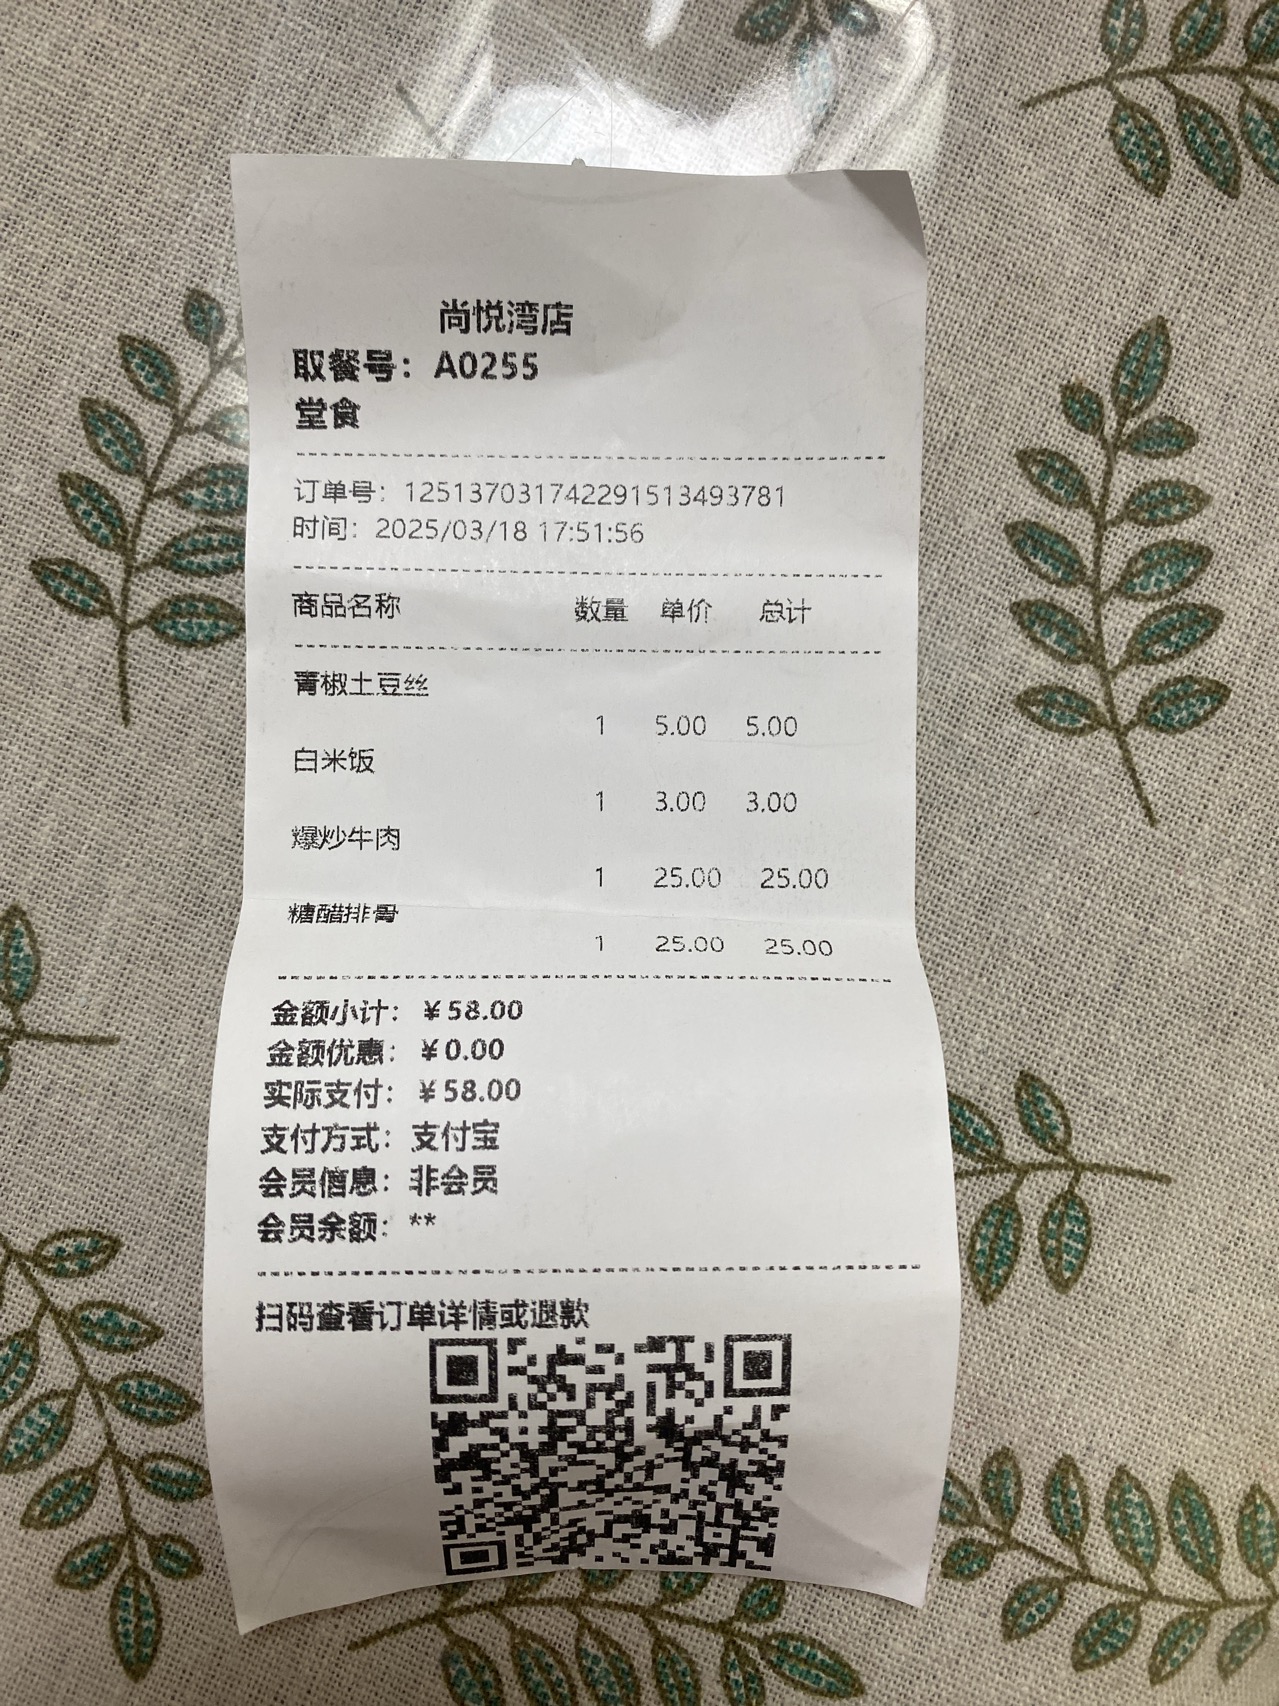 尚悦湾店
取餐号：A0255
堂食
订单号：1251370317422915​13493781
时间：2025/03/18 17:51:56
商品名称 数量 单价 总计
青椒土豆丝
1 5.00 5.00
白米饭
1 3.00 3.00
爆炒牛肉
1 25.00 25.00
糖醋排骨
1 25.00 25.00
金额小计：￥58.00
金额优惠：￥0.00
实际支付：￥58.00
支付方式：支付宝
会员信息：非会员
会员余额：**
扫码查看订单详情或退款